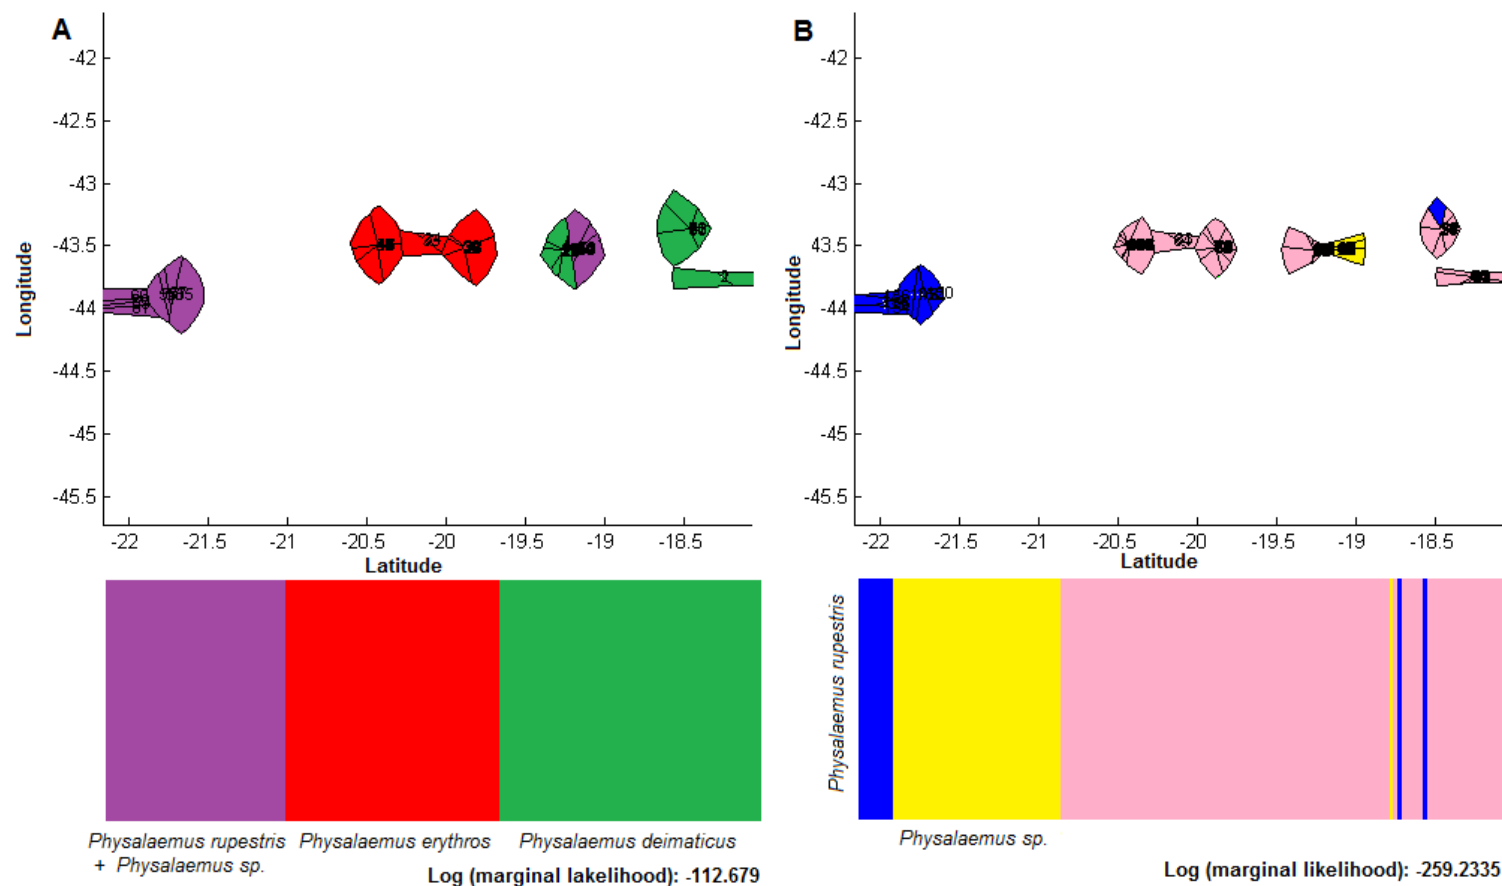 A
-42
-42.5
-43
-43.5
-44
-44.5
-45
-45.5
Longitude
-22
-21.5
-21
-20.5
-20
-19.5
-19
-18.5
Latitude
Physalaemus rupestris
+ Physalaemus sp.
Physalaemus erythros
Physalaemus deimaticus
Log (marginal lakelihood): -112.679
B
-42
-42.5
-43
43.5
-44
-44.5
-45
-45.5
Longitude
-22
-21.5
-21
-20.5
-20
-19.5
-19
-18.5
Latitude
Physalaemus rupestris
Physalaemus sp.
Log (marginal likelihood): -259.2335